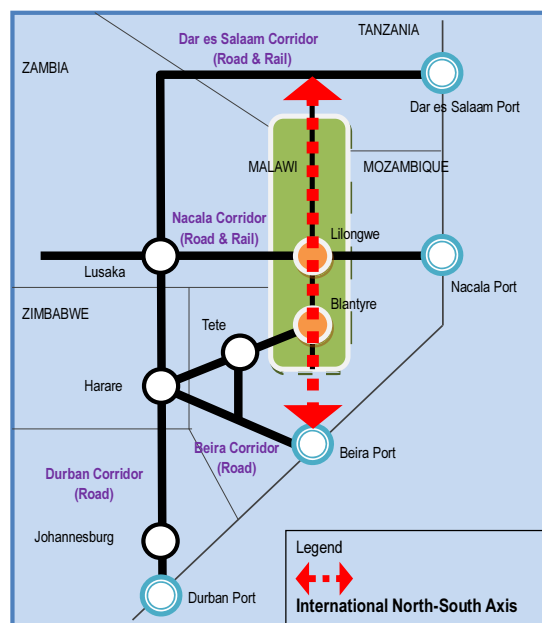 TANZANIA
Dar es Salaam Corridor
(Road & Rail)
ZAMBIA
Dar es Salaam Port
MALAWI
MOZAMBIQUE
Nacala Corridor
(Road & Rail)
Lilongwe
Lusaka
Nacala Port
ZIMBABWE
Blantyre
Tete
Harare
Beira Corridor
(Road)
Beira Port
Durban Corridor
(Road)
Johannesburg
Durban Port
Legend
International North-South Axis